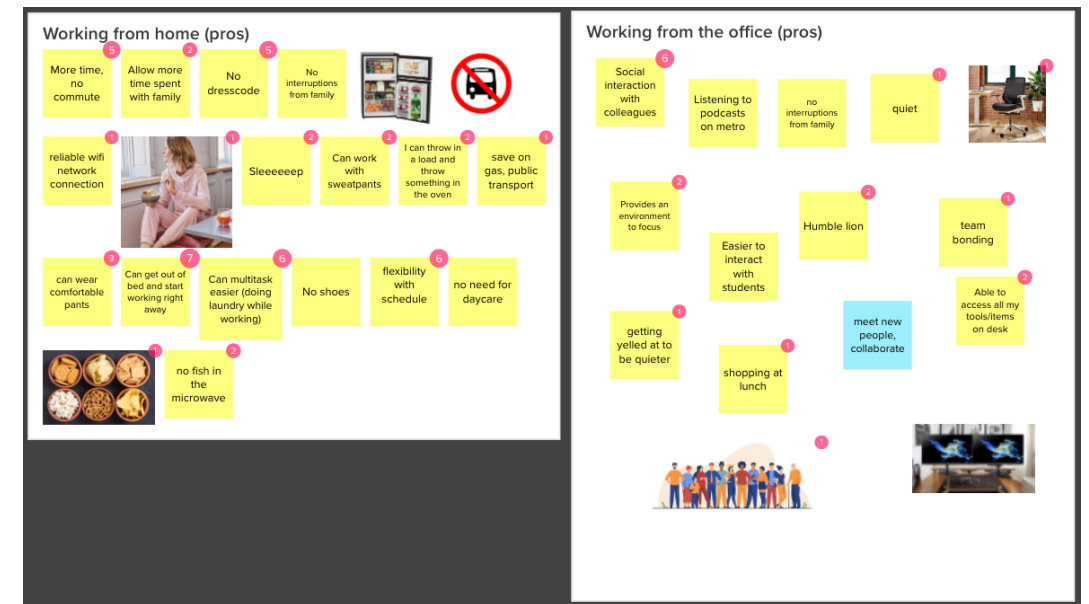 Working from home (pros)
5
2
5
More time,
no
commute
Allow more
time spent
with family
No
dresscode
No
interruptions
from family
1
1
2
2
2
1
reliable wifi
network
connection
Sleeeeeep
Can work
with
sweatpants
I can throw in
a load and
throw
something in
the oven
save on
gas, public
transport
3
7
6
6
can wear
comfortable
pants
Can get out of
bed and start
working right
away
Can multitask
easier (doing
laundry while
working)
No shoes
flexibility
with
schedule
no need for
daycare
1
2
no fish in
the
microwave
Working from the office (pros)
6
1
1
Social
interaction
with
colleagues
Listening to
podcasts
on metro
no
interruptions
from family
quiet
2
2
1
Provides an
environment
to focus
Humble lion
team
bonding
Easier to
interact
with
students
2
Able to
access all my
tools/items
on desk
1
getting
yelled at to
be quieter
meet new
people,
collaborate
1
shopping at
lunch
1